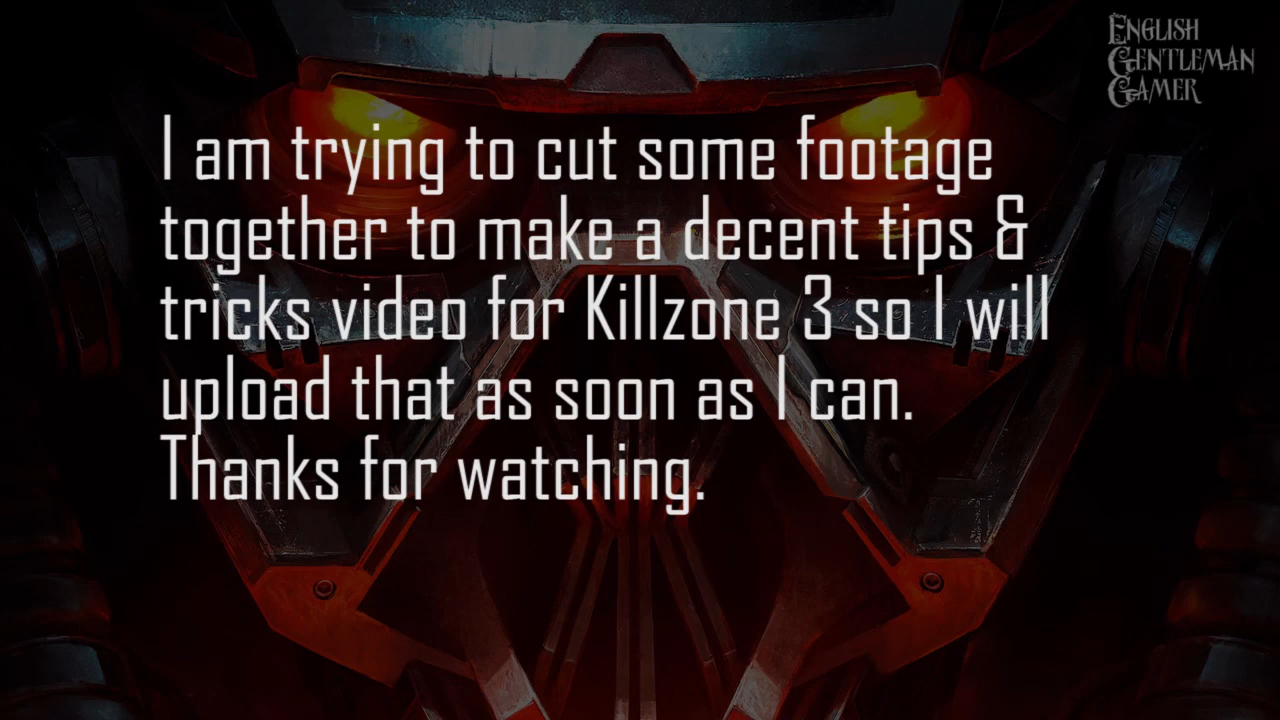 ENGLISH
GENTLEMAN
GAMER
I am trying to cut some footage
together to make a decent tips &
tricks video for Killzone 3 so I will
upload that as soon as I can.
Thanks for watching.